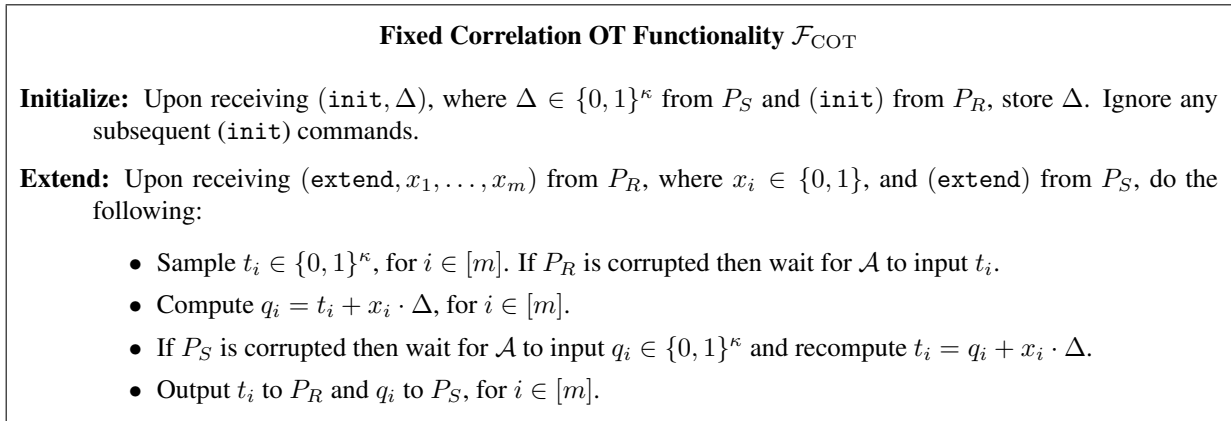 Fixed Correlation OT Functionality $\mathcal{F}_{\mathrm{COT}}$
Initialize: Upon receiving (init, Δ), where Δ ∈ {0, 1}^κ from P_S and (init) from P_R, store Δ. Ignore any
subsequent (init) commands.
Extend: Upon receiving (extend, x_1, . . . , x_m) from P_R, where x_i ∈ {0, 1}, and (extend) from P_S, do the
following:
• Sample t_i ∈ {0, 1}^κ, for i ∈ [m]. If P_R is corrupted then wait for 𝒜 to input t_i.
• Compute q_i = t_i + x_i · Δ, for i ∈ [m].
• If P_S is corrupted then wait for 𝒜 to input q_i ∈ {0, 1}^κ and recompute t_i = q_i + x_i · Δ.
• Output t_i to P_R and q_i to P_S, for i ∈ [m].